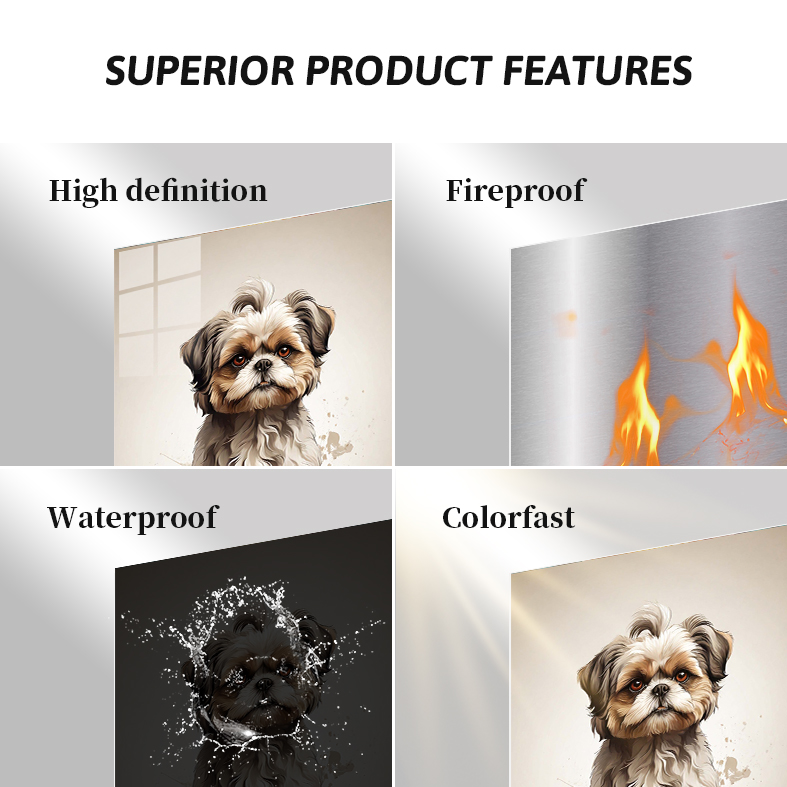 SUPERIOR PRODUCT FEATURES
High definition
Fireproof
Waterproof
Colorfast